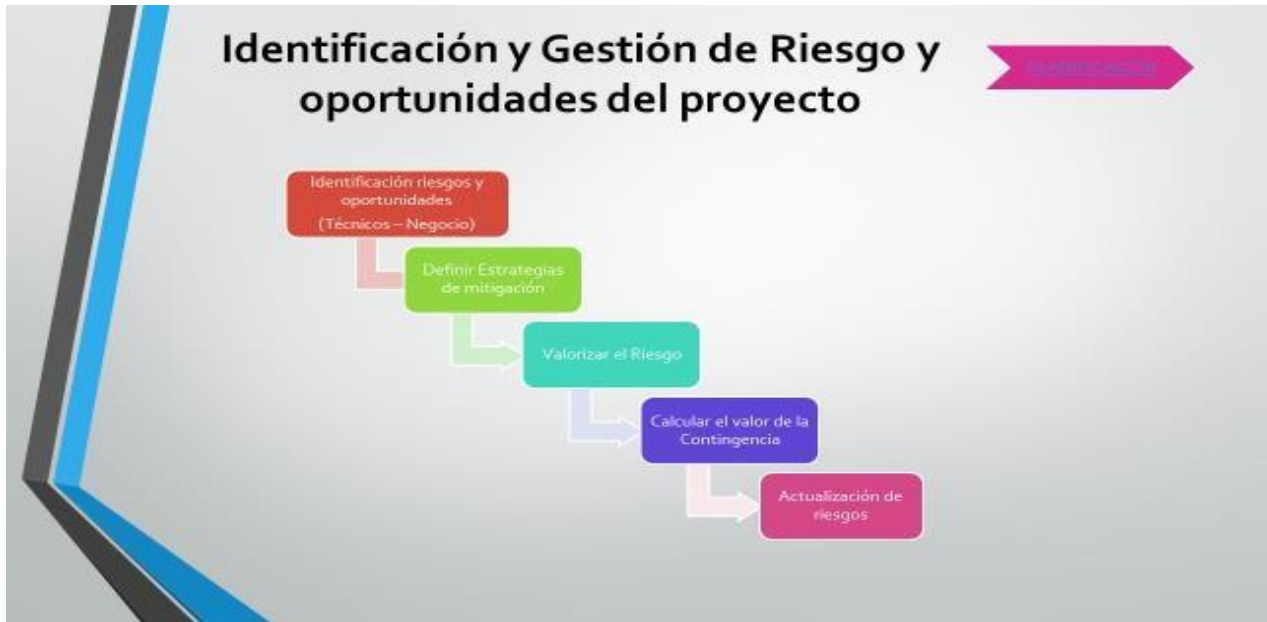 Identificación y Gestión de Riesgo y
oportunidades del proyecto
PLANIFICACIÓN
Identificación riesgos y
oportunidades
(Técnicos – Negocio)
Definir Estrategias
de mitigación
Valorizar el Riesgo
Calcular el valor de la
Contingencia
Actualización de
riesgos